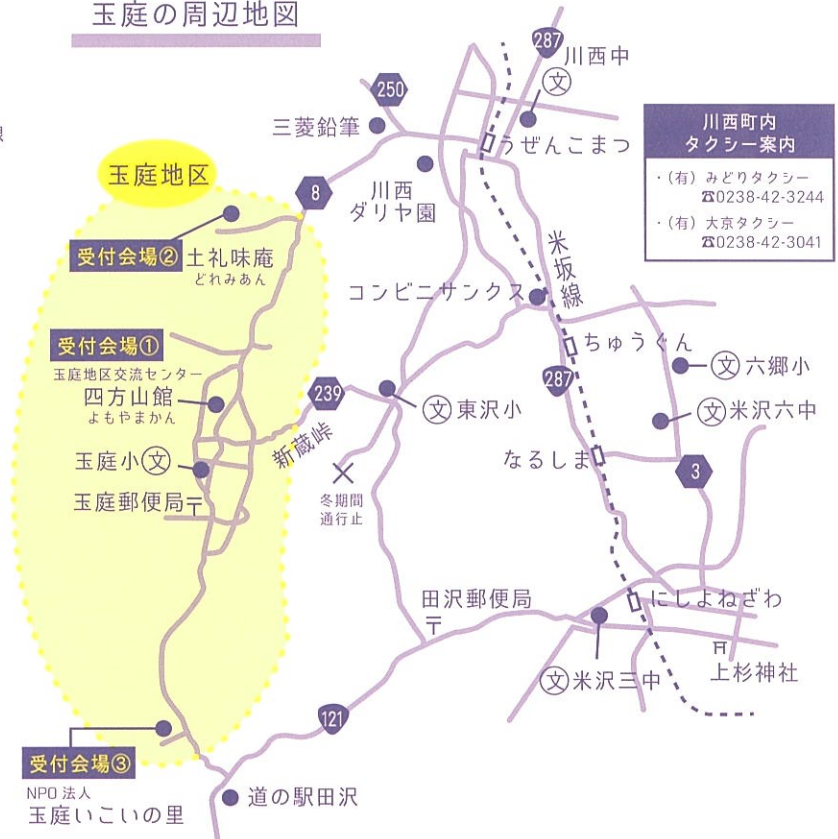 玉庭の周辺地図
287
川西中
文
250
三菱鉛筆
うぜんこまつ
川西町内
タクシー案内
・(有) みどりタクシー
☎0238-42-3244
・(有) 大京タクシー
☎0238-42-3041
玉庭地区
8
川西
ダリヤ園
受付会場②
土礼味庵
どれみあん
米坂線
コンビニサンクス
受付会場①
玉庭地区交流センター
四方山館
よもやまかん
ちゅうぐん
287
文六郷小
239
文東沢小
文米沢六中
新蔵峠
玉庭小文
なるしま
3
玉庭郵便局〒
冬期間
通行止
田沢郵便局
〒
にしよねざわ
上杉神社
文米沢三中
121
受付会場③
NPO法人
玉庭いこいの里
道の駅田沢